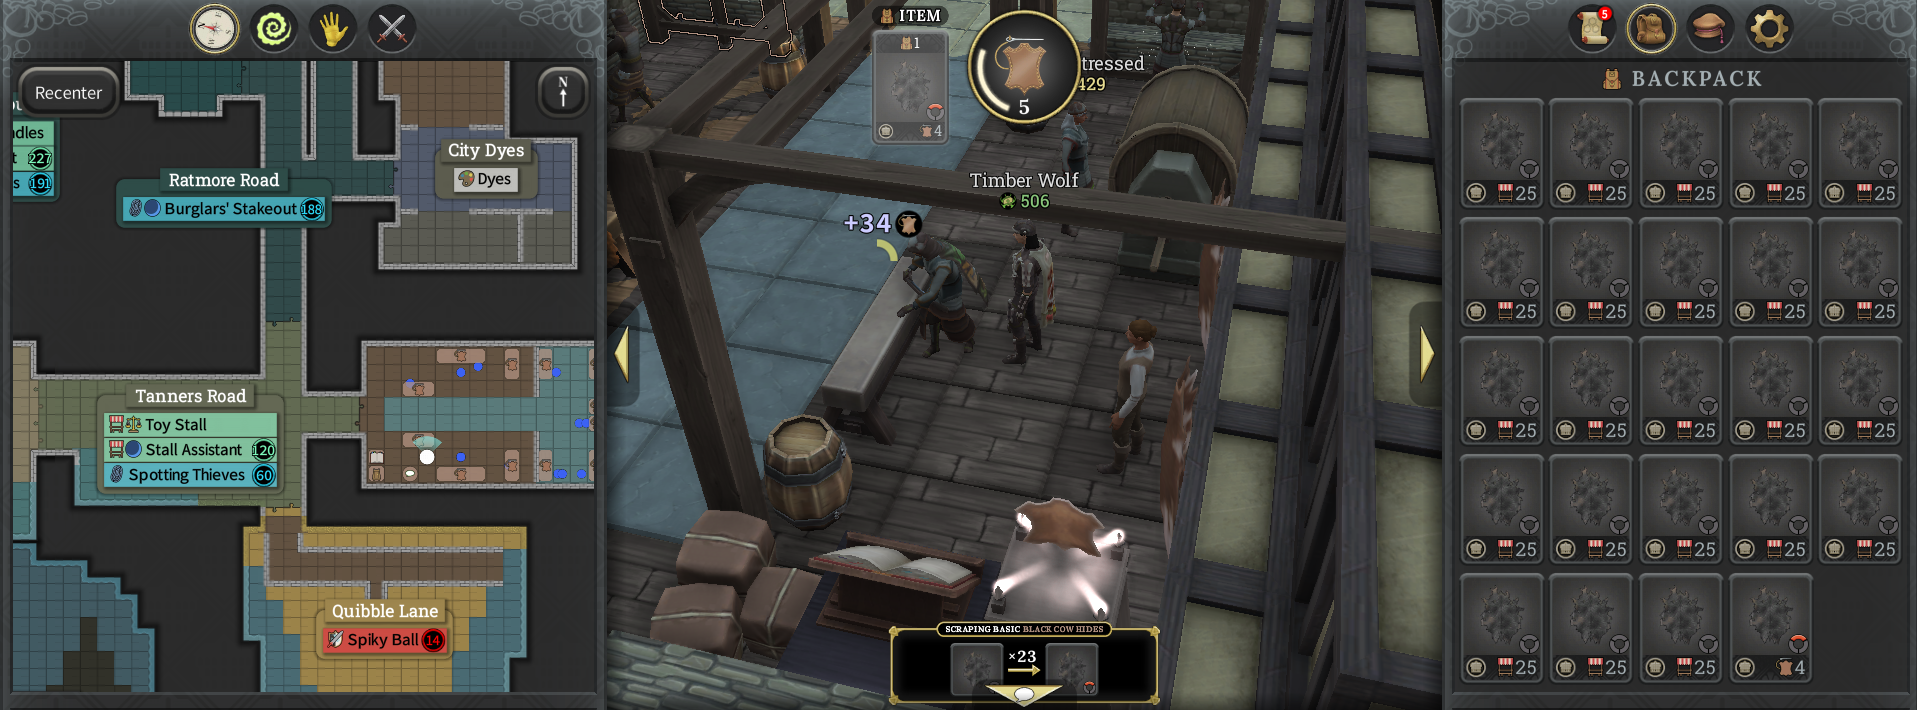 Recenter
N
dles
t 227
s 191
Ratmore Road
Burglars' Stakeout 188
City Dyes
Dyes
Tanners Road
Toy Stall
Stall Assistant 120
Spotting Thieves 60
Quibble Lane
Spiky Ball 14
ITEM
1
4
5
tressed
429
Timber Wolf
506
+34
SCRAPING BASIC BLACK COW HIDES
×23
5
BACKPACK
25 25 25 25 25
25 25 25 25 25
25 25 25 25 25
25 25 25 25 25
25 25 25 4